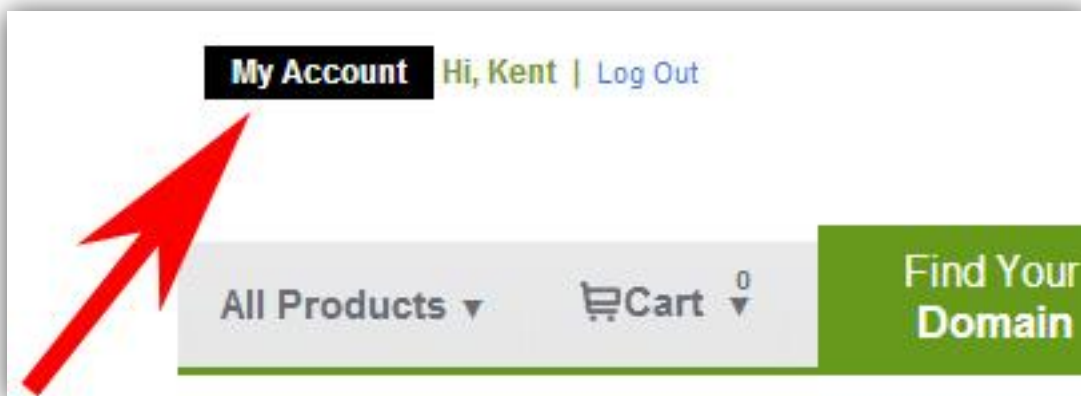 My Account Hi, Kent | Log Out
All Products ▼ Cart 0 ▼
Find Your
Domain